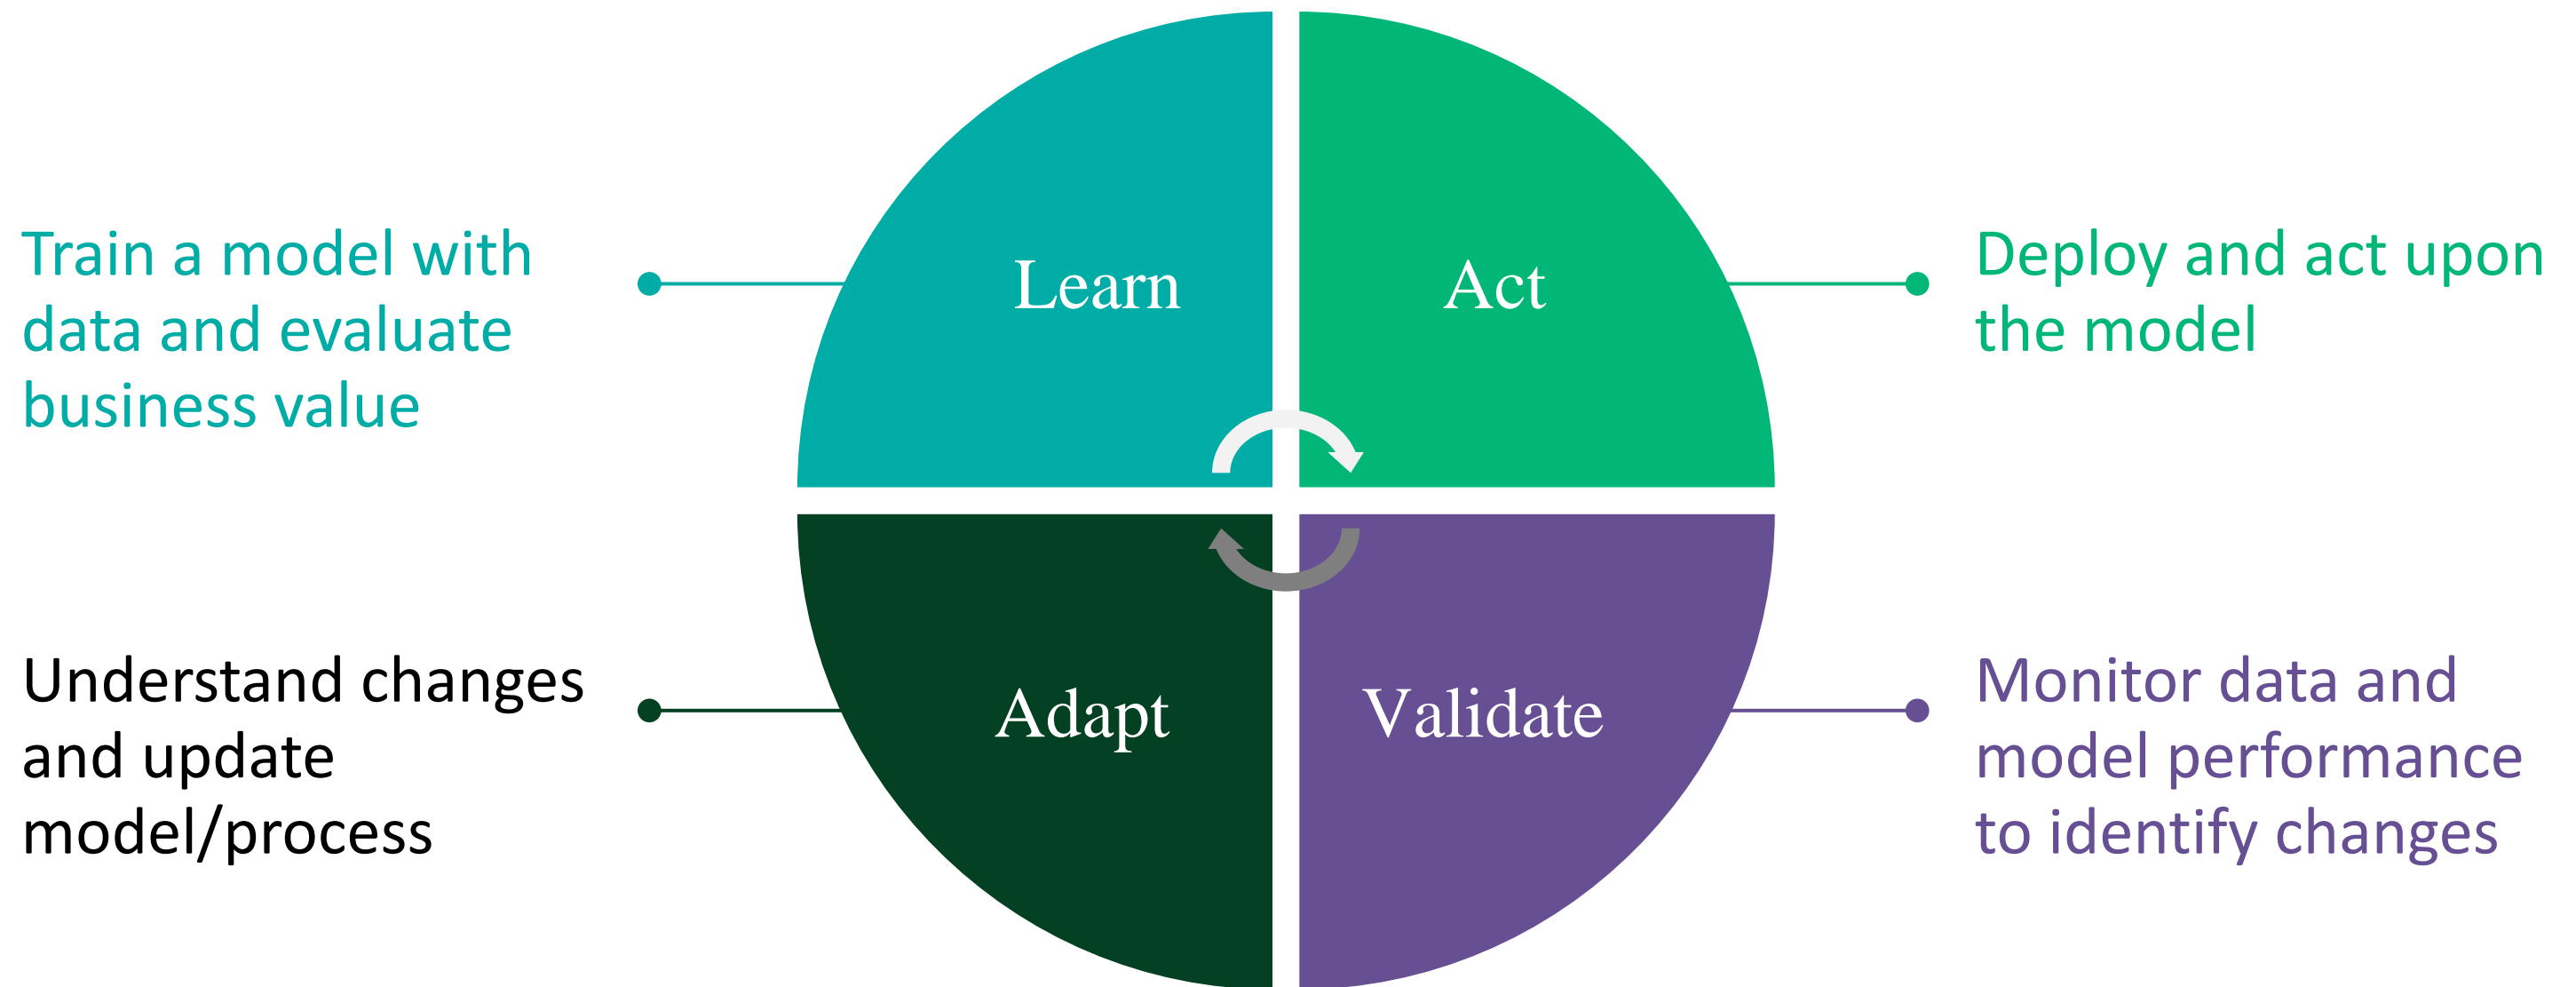 Train a model with
data and evaluate
business value
Learn
Act
Deploy and act upon
the model
Understand changes
and update
model/process
Adapt
Validate
Monitor data and
model performance
to identify changes